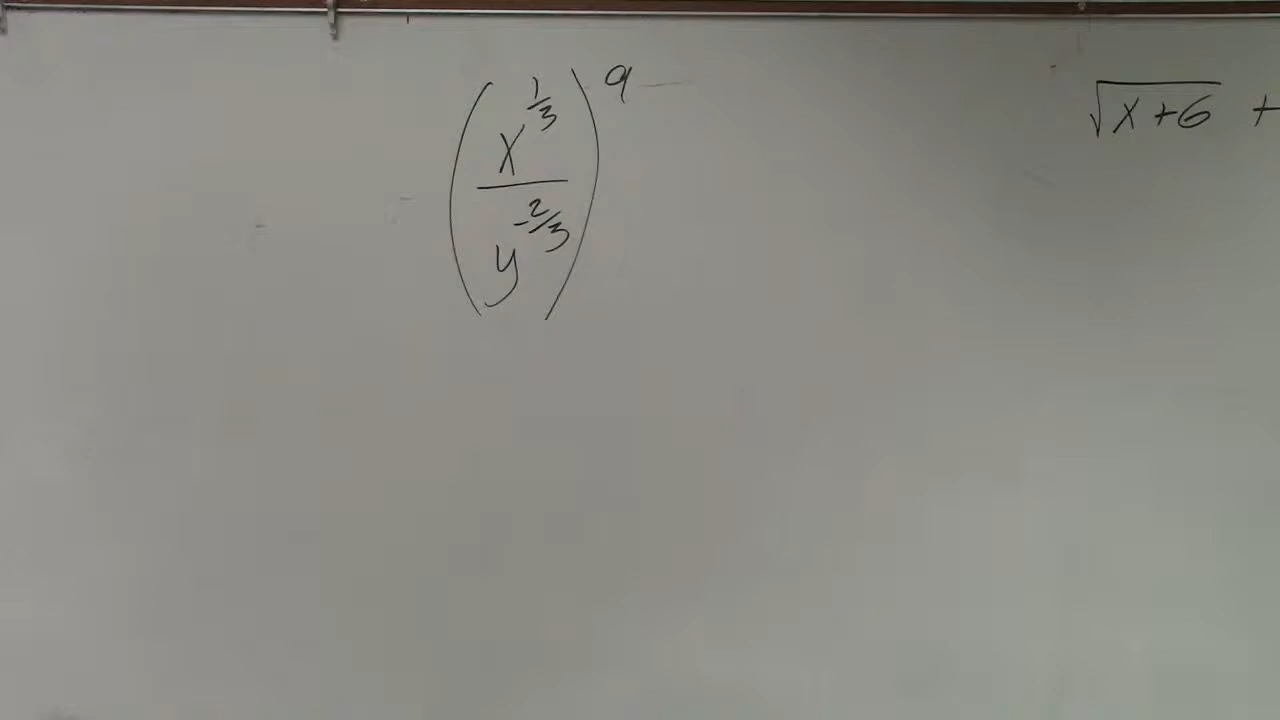 (x^{1/3} / y^{-2/3})^9
√(x+6) +